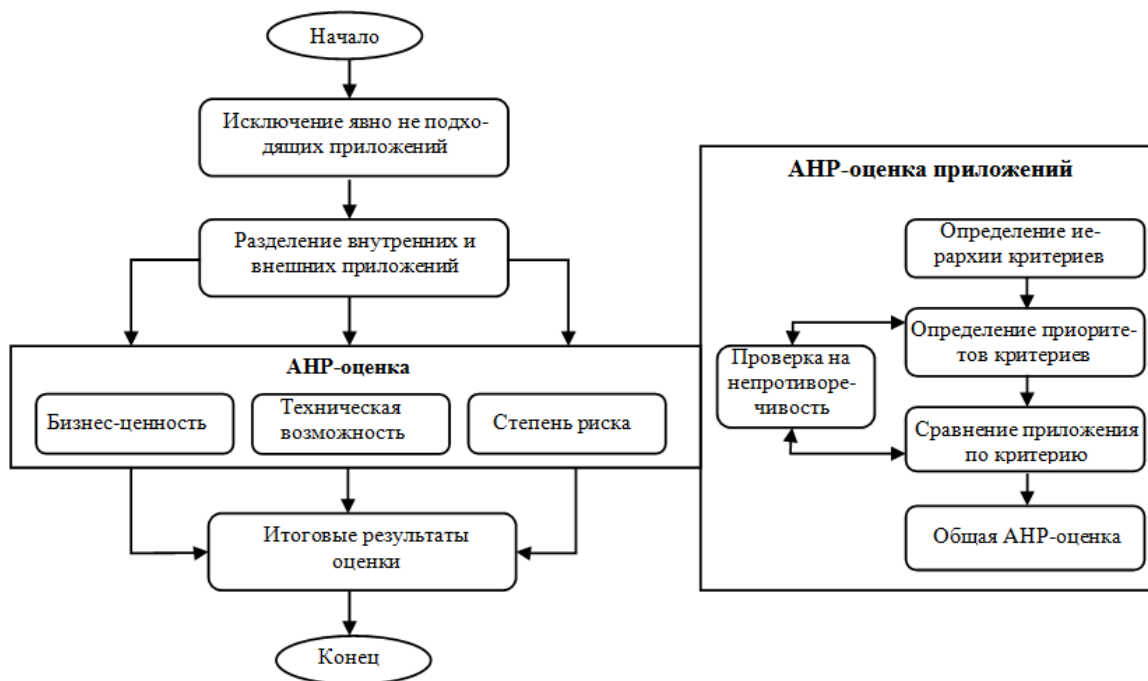 Начало
Исключение явно не подхо-
дящих приложений
Разделение внутренних и
внешних приложений
АНР-оценка
Бизнес-ценность
Техническая
возможность
Степень риска
Итоговые результаты
оценки
Конец
АНР-оценка приложений
Определение ие-
рархии критериев
Определение приорите-
тов критериев
Проверка на
непротиворе-
чивость
Сравнение приложения
по критерию
Общая АНР-оценка